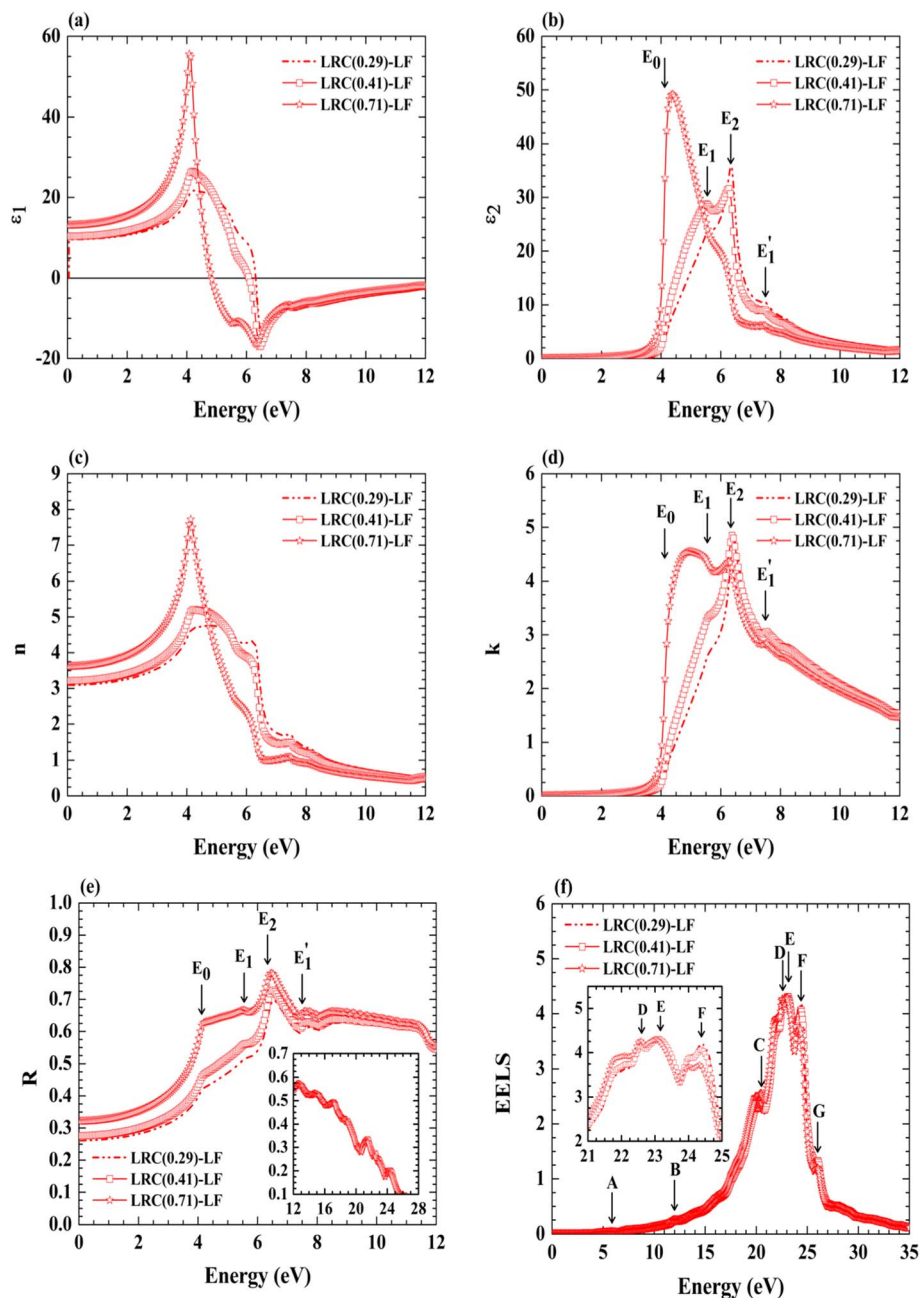 (a)
60
50
40
30
20
10
0
-10
-20
ε1
LRC(0.29)-LF
LRC(0.41)-LF
LRC(0.71)-LF
0 2 4 6 8 10 12
Energy (eV)
(b)
60
50
40
30
20
10
0
ε2
LRC(0.29)-LF
LRC(0.41)-LF
LRC(0.71)-LF
E0
E1
E2
E1'
0 2 4 6 8 10 12
Energy (eV)
(c)
9
8
7
6
5
4
3
2
1
0
n
LRC(0.29)-LF
LRC(0.41)-LF
LRC(0.71)-LF
0 2 4 6 8 10 12
Energy (eV)
(d)
6
5
4
3
2
1
0
k
LRC(0.29)-LF
LRC(0.41)-LF
LRC(0.71)-LF
E0
E1
E2
E1'
0 2 4 6 8 10 12
Energy (eV)
(e)
1.0
0.9
0.8
0.7
0.6
0.5
0.4
0.3
0.2
0.1
0.0
R
E0
E1
E2
E1'
LRC(0.29)-LF
LRC(0.41)-LF
LRC(0.71)-LF
0.7
0.6
0.5
0.4
0.3
0.2
0.1
12 16 20 24 28
0 2 4 6 8 10 12
Energy (eV)
(f)
6
5
4
3
2
1
0
EELS
LRC(0.29)-LF
LRC(0.41)-LF
LRC(0.71)-LF
A
B
C
D
E
F
G
5
4
3
2
D
E
F
21 22 23 24 25
0 5 10 15 20 25 30 35
Energy (eV)